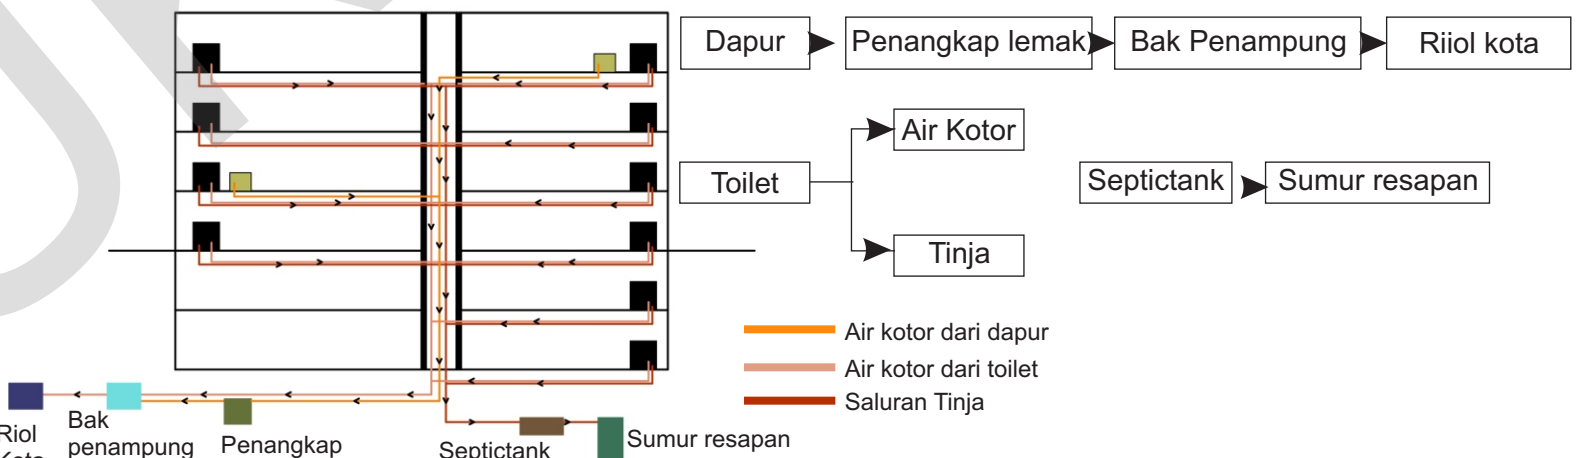 Dapur
Penangkap lemak
Bak Penampung
Riiol kota
Air Kotor
Toilet
Septictank
Sumur resapan
Tinja
Air kotor dari dapur
Air kotor dari toilet
Saluran Tinja
Riol
Kota
Bak
penampung
Penangkap
Septictank
Sumur resapan